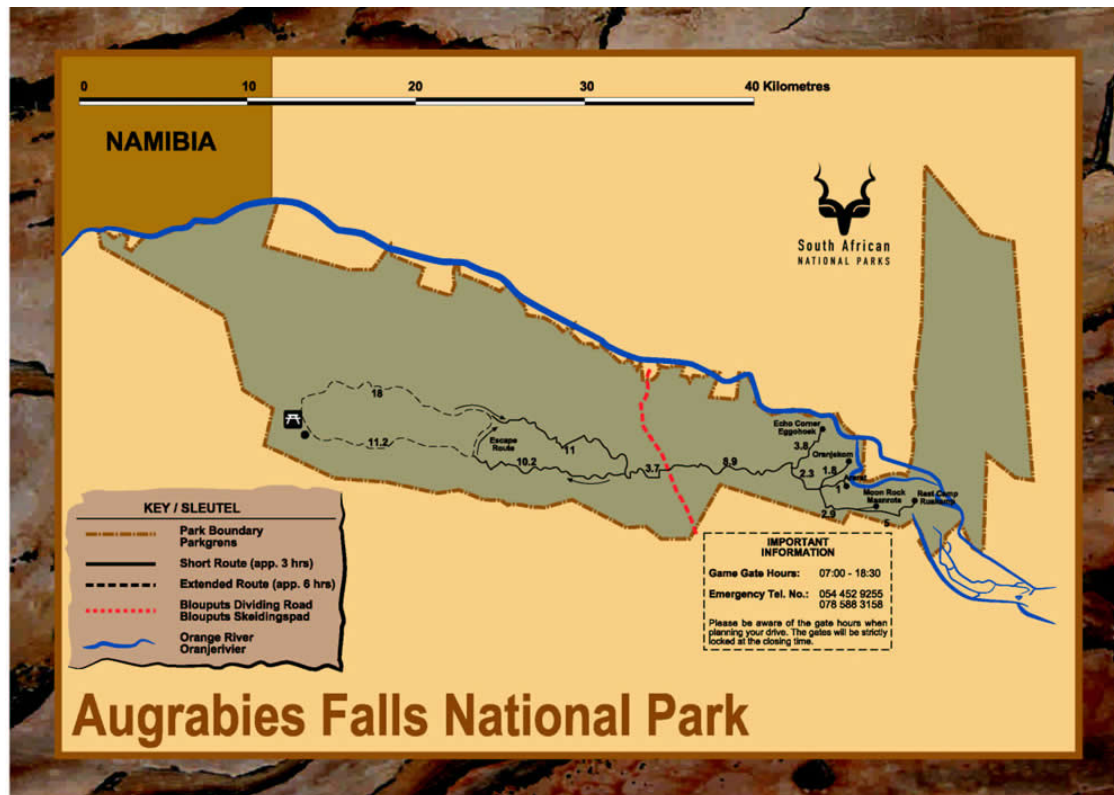 0 10 20 30 40 Kilometres
NAMIBIA
South African
NATIONAL PARKS
18
11.2
Escape
Route
10.2
11
3.7
8.9
Echo Corner
Eggohoek
3.8
Oranjekom
2.3
1.8
Ararat
1
Moon Rock
Maanrots
Rest Camp
Ruskamp
2.9
5
KEY / SLEUTEL
Park Boundary
Parkgrens
Short Route (app. 3 hrs)
Extended Route (app. 6 hrs)
Blouputs Dividing Road
Blouputs Skeidingspad
Orange River
Oranjerivier
IMPORTANT
INFORMATION
Game Gate Hours: 07:00 - 18:30
Emergency Tel. No.: 054 452 9255
078 588 3158
Please be aware of the gate hours when
planning your drive. The gates will be strictly
locked at the closing time.
Augrabies Falls National Park